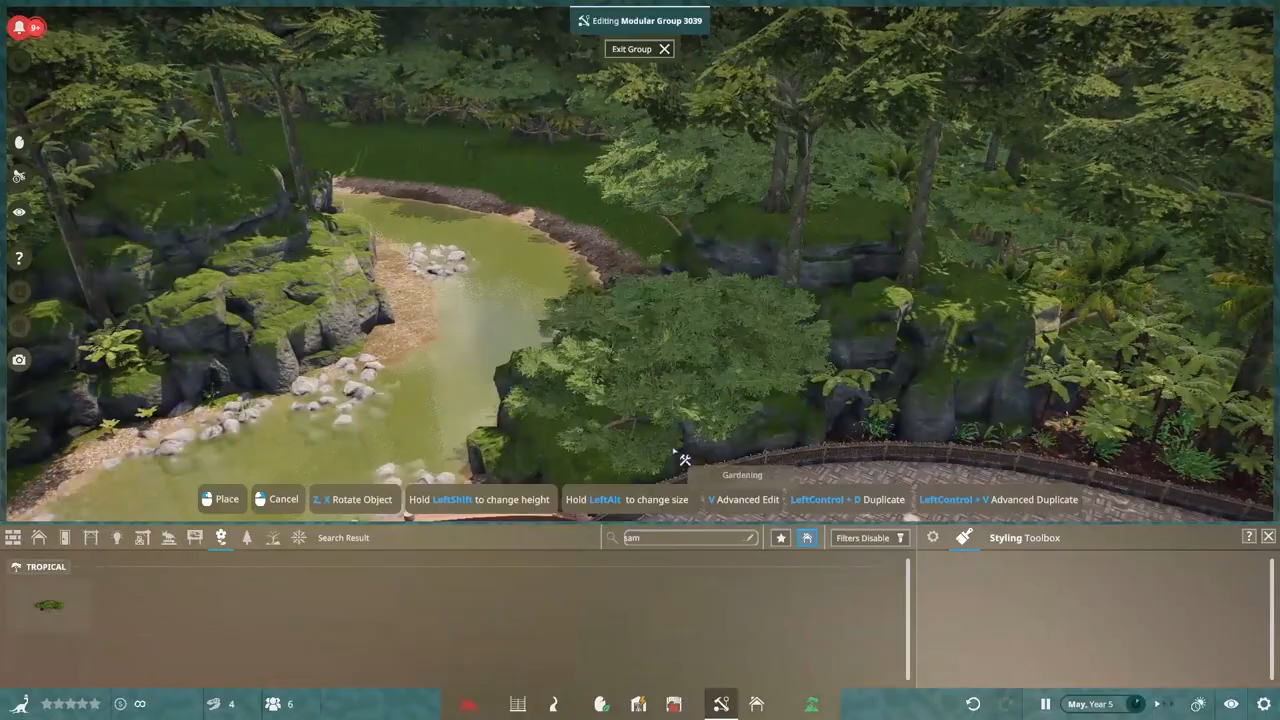 9+
Editing Modular Group 3039
Exit Group
?
Gardening
Place
Cancel
Z, X Rotate Object
Hold LeftShift to change height
Hold LeftAlt to change size
V Advanced Edit
LeftControl + D Duplicate
LeftControl + V Advanced Duplicate
Search Result
sam
Filters Disable
Styling Toolbox
?
TROPICAL
∞
4
6
May, Year 5